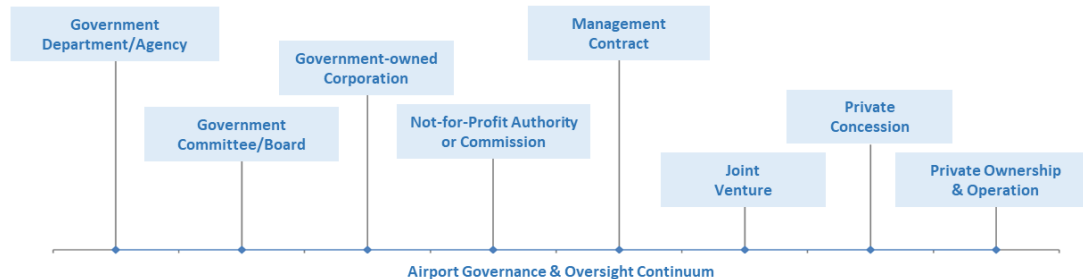 Government
Department/Agency
Government
Committee/Board
Government-owned
Corporation
Not-for-Profit Authority
or Commission
Management
Contract
Joint
Venture
Private
Concession
Private Ownership
& Operation
Airport Governance & Oversight Continuum